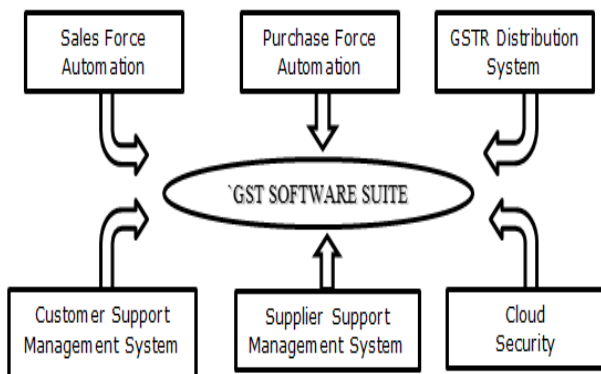 Sales Force
Automation
Purchase Force
Automation
GSTR Distribution
System
`GST SOFTWARE SUITE
Customer Support
Management System
Supplier Support
Management System
Cloud
Security